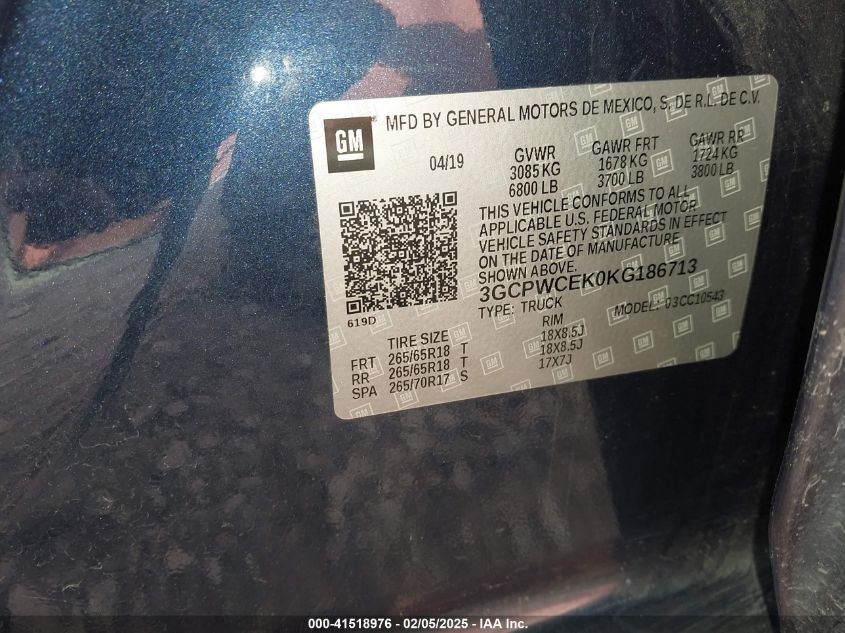 GM
MFD BY GENERAL MOTORS DE MEXICO, S. DE R.L. DE C.V.
04/19
GVWR GAWR FRT GAWR RR
3085 KG 1678 KG 1724 KG
6800 LB 3700 LB 3800 LB
THIS VEHICLE CONFORMS TO ALL
APPLICABLE U.S. FEDERAL MOTOR
VEHICLE SAFETY STANDARDS IN EFFECT
ON THE DATE OF MANUFACTURE
SHOWN ABOVE.
3GCPWCEK0KG186713
TYPE: TRUCK MODEL: 03CC10543
619D
TIRE SIZE RIM
FRT 265/65R18 T 18X8.5J
RR 265/65R18 T 18X8.5J
SPA 265/70R17 S 17X7J
000-41518976 - 02/05/2025 - IAA Inc.